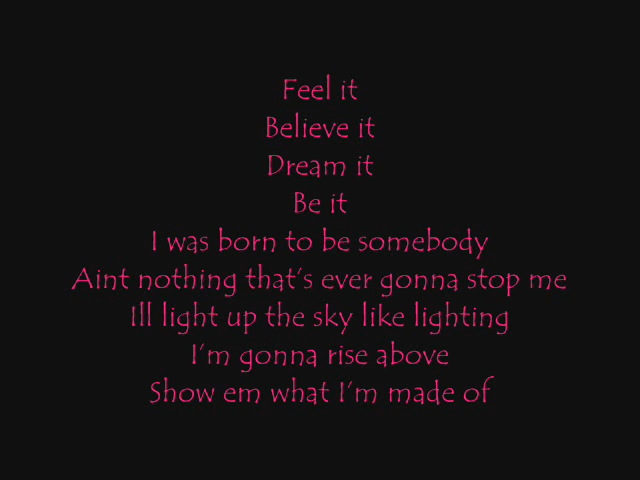 Feel it
Believe it
Dream it
Be it
I was born to be somebody
Aint nothing that's ever gonna stop me
Ill light up the sky like lighting
I'm gonna rise above
Show em what I'm made of